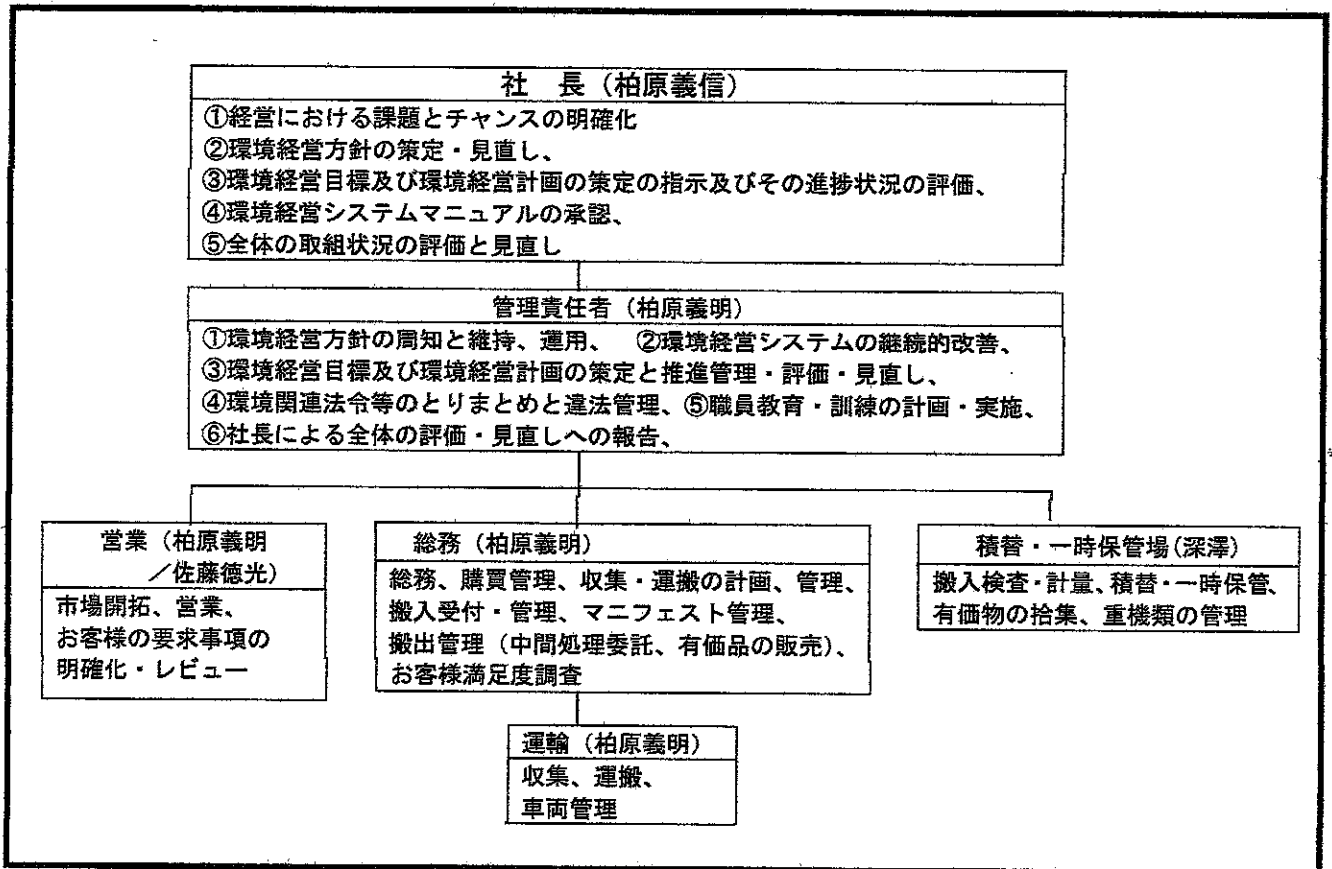 社　長（柏原義信）
①経営における課題とチャンスの明確化
②環境経営方針の策定・見直し、
③環境経営目標及び環境経営計画の策定の指示及びその進捗状況の評価、
④環境経営システムマニュアルの承認、
⑤全体の取組状況の評価と見直し
管理責任者（柏原義明）
①環境経営方針の周知と維持、運用、　②環境経営システムの継続的改善、
③環境経営目標及び環境経営計画の策定と推進管理・評価・見直し、
④環境関連法令等のとりまとめと違法管理、⑤職員教育・訓練の計画・実施、
⑥社長による全体の評価・見直しへの報告、
営業（柏原義明
／佐藤徳光）
市場開拓、営業、
お客様の要求事項の
明確化・レビュー
総務（柏原義明）
総務、購買管理、収集・運搬の計画、管理、
搬入受付・管理、マニフェスト管理、
搬出管理（中間処理委託、有価品の販売）、
お客様満足度調査
積替・一時保管場（深澤）
搬入検査・計量、積替・一時保管、
有価物の拾集、重機類の管理
運輸（柏原義明）
収集、運搬、
車両管理